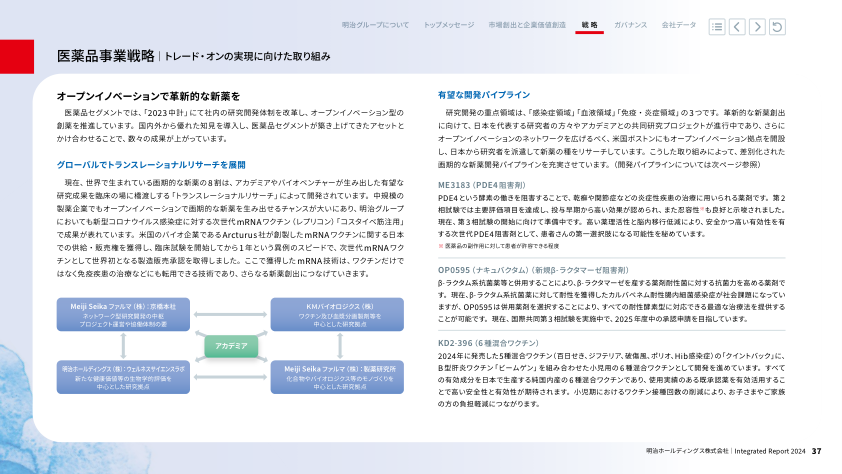 明治グループについて　トップメッセージ　市場創出と企業価値創造　戦略　ガバナンス　会社データ
医薬品事業戦略｜トレード・オンの実現に向けた取り組み
オープンイノベーションで革新的な新薬を
医薬品セグメントでは、「2023中計」にて社内の研究開発体制を改革し、オープンイノベーション型の
創薬を推進しています。国内外から優れた知見を導入し、医薬品セグメントが築き上げてきたアセットと
かけ合わせることで、数々の成果が上がっています。
グローバルでトランスレーショナルリサーチを展開
現在、世界で生まれている画期的な新薬の8割は、アカデミアやバイオベンチャーが生み出した有望な
研究成果を臨床の場に橋渡しする「トランスレーショナルリサーチ」によって開発されています。中規模の
製薬企業でもオープンイノベーションで画期的な新薬を生み出せるチャンスが大いにあり、明治グループ
においても新型コロナウイルス感染症に対する次世代mRNAワクチン（レプリコン）「コスタイベ筋注用」
で成果が表れています。米国のバイオ企業であるArcturus社が創製したmRNAワクチンに関する日本
での供給・販売権を獲得し、臨床試験を開始してから1年という異例のスピードで、次世代mRNAワク
チンとして世界初となる製造販売承認を取得しました。ここで獲得したmRNA技術は、ワクチンだけで
はなく免疫疾患の治療などにも転用できる技術であり、さらなる新薬創出につなげていきます。
Meiji Seika ファルマ（株）：京橋本社
ネットワーク型研究開発の中枢
プロジェクト運営や協働体制の要
KMバイオロジクス（株）
ワクチン及び血漿分画製剤等を
中心とした研究拠点
アカデミア
明治ホールディングス（株）：ウェルネスサイエンスラボ
新たな健康価値等の生物学的評価を
中心とした研究拠点
Meiji Seika ファルマ（株）：製薬研究所
化合物やバイオロジクス等のモノづくりを
中心とした研究拠点
有望な開発パイプライン
研究開発の重点領域は、「感染症領域」「血液領域」「免疫・炎症領域」の3つです。革新的な新薬創出
に向けて、日本を代表する研究者の方々やアカデミアとの共同研究プロジェクトが進行中であり、さらに
オープンイノベーションのネットワークを広げるべく、米国ボストンにもオープンイノベーション拠点を開設
し、日本から研究者を派遣して新薬の種をリサーチしています。こうした取り組みによって、差別化された
画期的な新薬開発パイプラインを充実させています。（開発パイプラインについては次ページ参照）
ME3183（PDE4阻害剤）
PDE4という酵素の働きを阻害することで、乾癬や関節症などの炎症性疾患の治療に用いられる薬剤です。第2
相試験では主要評価項目を達成し、投与早期から高い効果が認められ、また忍容性※も良好と示唆されました。
現在、第3相試験の開始に向けて準備中です。高い薬理活性と脳内移行低減により、安全かつ高い有効性を有
する次世代PDE4阻害剤として、患者さんの第一選択肢になる可能性を秘めています。
※ 医薬品の副作用に対して患者が許容できる程度
OP0595（ナキュバクタム）（新規β-ラクタマーゼ阻害剤）
β-ラクタム系抗菌薬等と併用することにより、β-ラクタマーゼを産する薬剤耐性菌に対する抗菌力を高める薬剤で
す。現在、β-ラクタム系抗菌薬に対して耐性を獲得したカルバペネム耐性腸内細菌感染症が社会課題になってい
ますが、OP0595は併用薬剤を選択することにより、すべてのβ-ラクタム耐性菌型に対応できる最適な治療法を提供する
ことが可能です。現在、国際共同第3相試験を実施中で、2025年度中の承認申請を目指しています。
KD2-396（6種混合ワクチン）
2024年に発売した5種混合ワクチン（百日せき、ジフテリア、破傷風、ポリオ、Hib感染症）の「クイントバック」に、
B型肝炎ワクチン「ビームゲン」を組み合わせた小児用の6種混合ワクチンとして開発を進めています。すべて
の有効成分を日本で生産する純国産の6種混合ワクチンであり、使用実績のある既承認薬を有効活用するこ
とで高い安全性と有効性が期待されます。小児期におけるワクチン接種回数の削減により、お子さまやご家族
の方の負担軽減につながります。
明治ホールディングス株式会社｜Integrated Report 2024　37